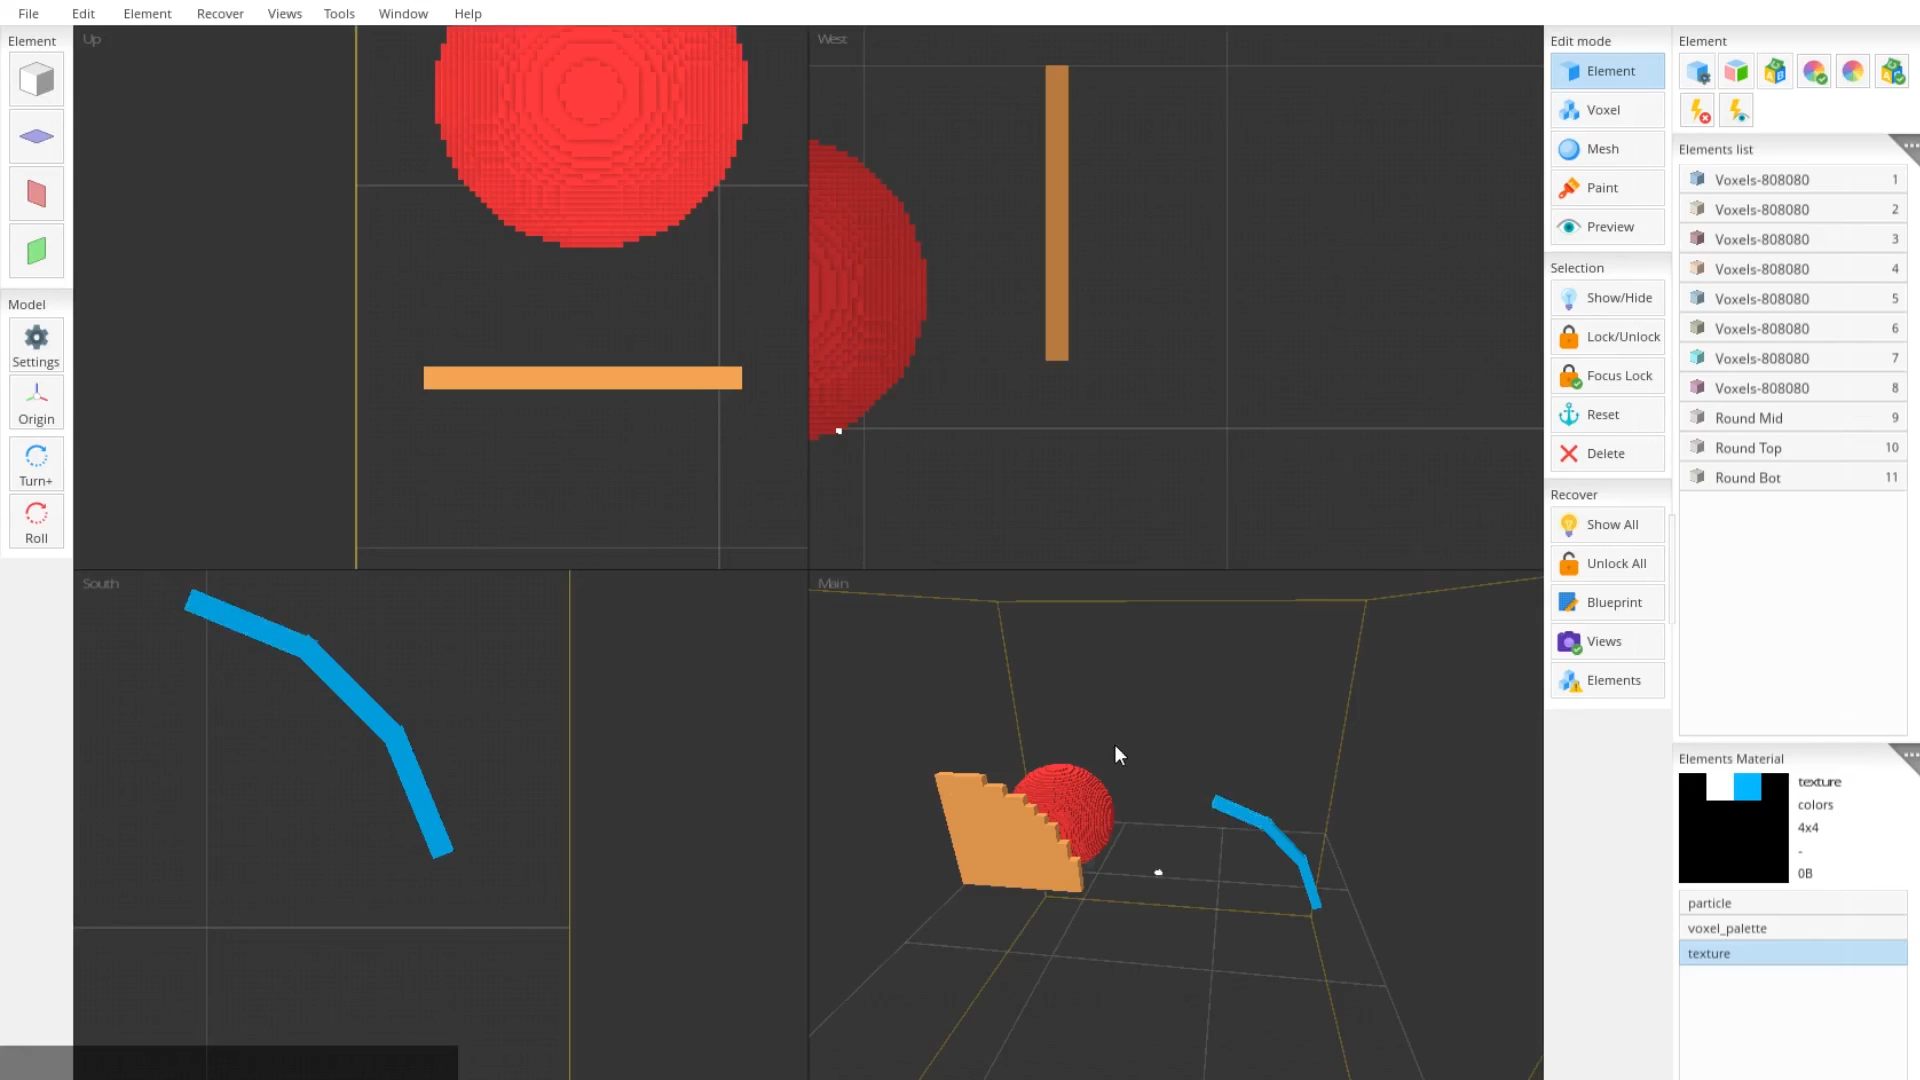 File Edit Element Recover Views Tools Window Help
Element
Model
Settings
Origin
Turn+
Roll
Up
West
South
Main
Edit mode
Element
Voxel
Mesh
Paint
Preview
Selection
Show/Hide
Lock/Unlock
Focus Lock
Reset
Delete
Recover
Show All
Unlock All
Blueprint
Views
Elements
Element
Elements list
Voxels-808080 1
Voxels-808080 2
Voxels-808080 3
Voxels-808080 4
Voxels-808080 5
Voxels-808080 6
Voxels-808080 7
Voxels-808080 8
Round Mid 9
Round Top 10
Round Bot 11
Elements Material
texture
colors
4x4
-
0B
particle
voxel_palette
texture